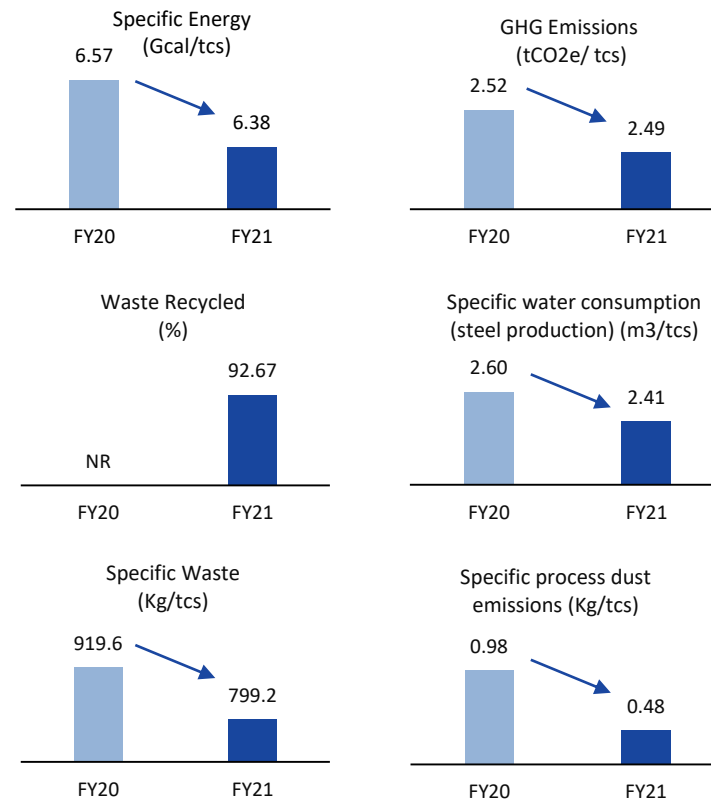 Specific Energy
(Gcal/tcs)
6.57
6.38
FY20
FY21
GHG Emissions
(tCO2e/ tcs)
2.52
2.49
FY20
FY21
Waste Recycled
(%)
NR
92.67
FY20
FY21
Specific water consumption
(steel production) (m3/tcs)
2.60
2.41
FY20
FY21
Specific Waste
(Kg/tcs)
919.6
799.2
FY20
FY21
Specific process dust
emissions (Kg/tcs)
0.98
0.48
FY20
FY21